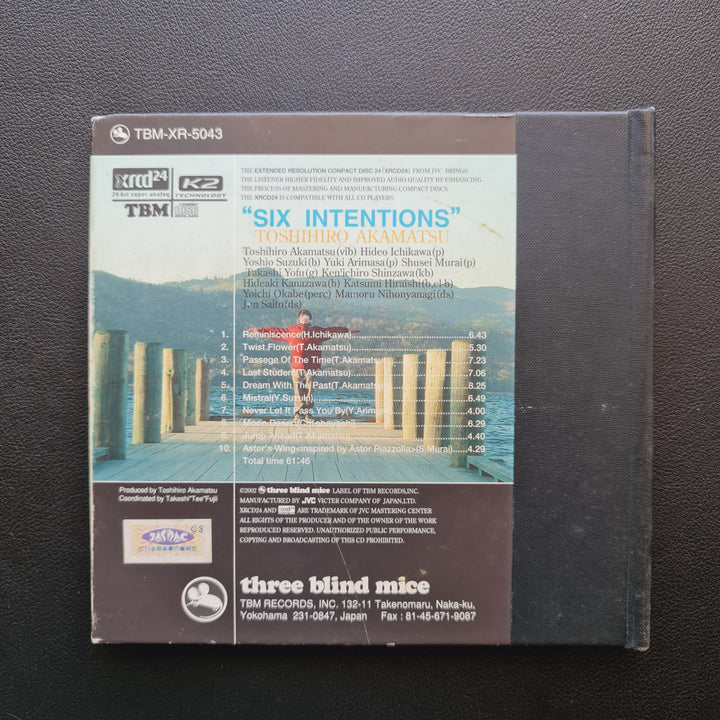 TBM-XR-5043
xrcd24
24-bit super analog
K2
TECHNOLOGY
TBM
THE EXTENDED RESOLUTION CONPACT DISC 24 (XRCD24) FROM JVC BRINGS
THE LISTENER HIGHER FIDELITY AND IMPROVED AUDIO QUALITY BY ENHANCING
THE PROCESS OF MASTERING AND MANUFACTURING COMPACT DISCS.
THE XRCD24 IS COMPATIBLE WITH ALL CD PLAYERS.
"SIX INTENTIONS"
TOSHIHIRO AKAMATSU
Toshihiro Akamatsu(vib) Hideo Ichikawa(p)
Yoshio Suzuki(b) Yuki Arimasa(p) Shusei Murai(p)
Takashi Yofu(g) Ken'ichiro Shinzawa(kb)
Hideaki Kanazawa(b) Katsumi Hiraishi(b,cl-b)
Yoichi Okabe(perc) Mamoru Nihonyanagi(ds)
Jun Saito(ds)
1. Reminiscence(H.Ichikawa) 6.43
2. Twist Flower(T.Akamatsu) 5.30
3. Passege Of The Time(T.Akamatsu) 7.23
4. Last Student(T.Akamatsu) 7.06
5. Dream With The Past(T.Akamatsu) 8.25
6. Mistral(Y.Suzuki) 6.49
7. Never Let It Pass You By(Y.Arimasa) 4.00
8. Moon Desert(C.Kobayashi) 6.29
9. Jump Ahead(T.Akamatsu) 4.40
10. Astor's Wing<inspired by Astor Piazzolla>(S.Murai) 4.29
Total time 61:46
Produced by Toshihiro Akamatsu
Coordinated by Takeshi"Tee"Fujii
©2002 three blind mice LABEL OF TBM RECORDS,INC.
MANUFACTURED BY JVC VICTER COMPANY OF JAPAN,LTD.
XRCD24 AND xrcd24 ARE TRADEMARK OF JVC MASTERING CENTER
ALL RIGHTS OF THE PRODUCER AND OF THE OWNER OF THE WORK
REPRODUCED RESERVED. UNAUTHORIZED PUBLIC PERFORMANCE,
COPYING AND BROADCASTING OF THIS CD PROHIBITED.
C3
JASRAC
three blind mice
TBM RECORDS, INC. 132-11 Takenomaru, Naka-ku,
Yokohama 231-0847, Japan Fax : 81-45-671-9087